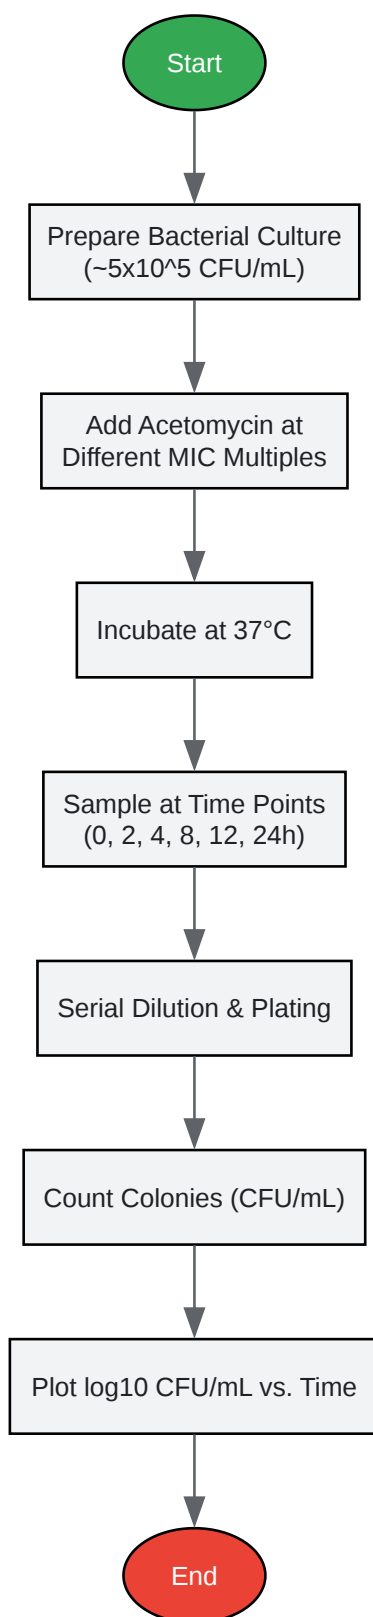 Start
Prepare Bacterial Culture
(~5x10^5 CFU/mL)
Add Acetomycin at
Different MIC Multiples
Incubate at 37°C
Sample at Time Points
(0, 2, 4, 8, 12, 24h)
Serial Dilution & Plating
Count Colonies (CFU/mL)
Plot log10 CFU/mL vs. Time
End